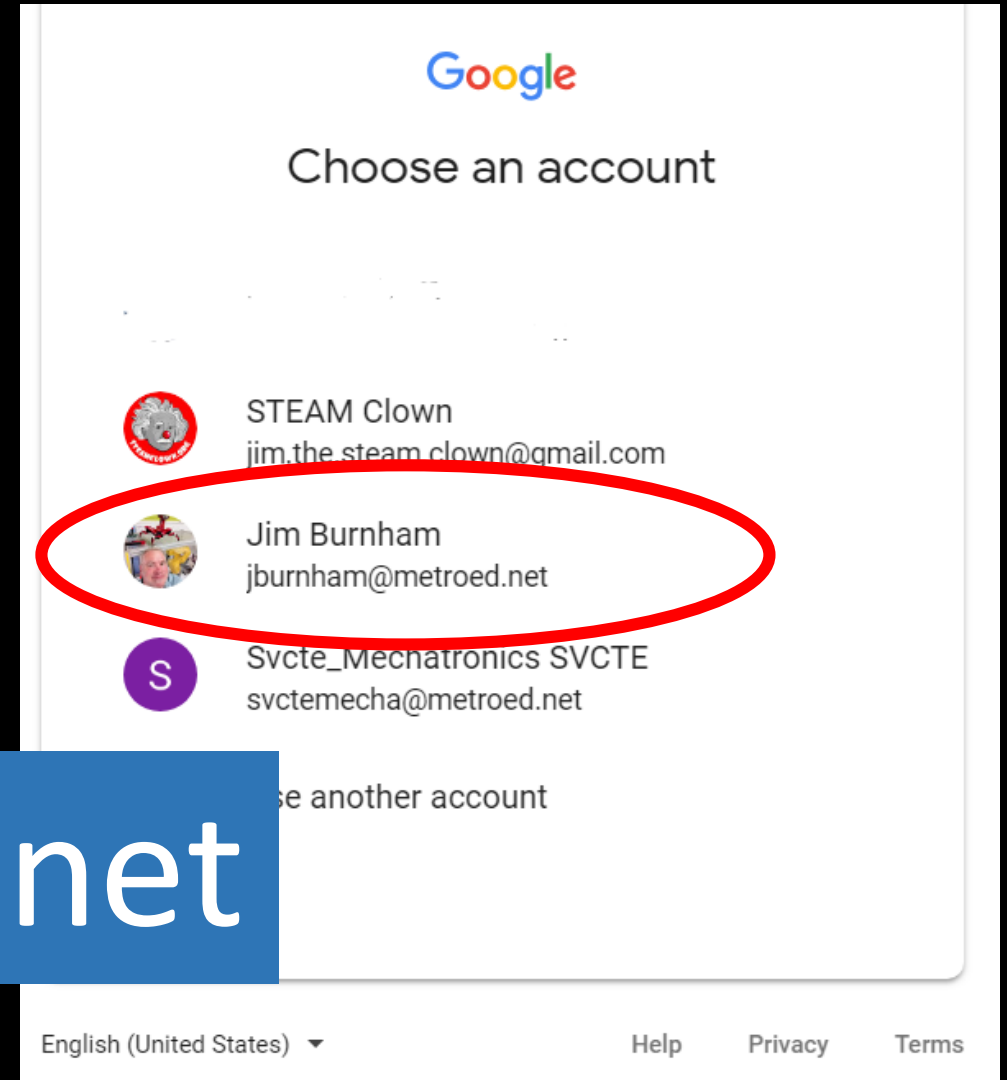 Google
Choose an account
STEAM Clown
jim.the.steam.clown@gmail.com
Jim Burnham
jburnham@metroed.net
Svcte_Mechatronics SVCTE
svctemecha@metroed.net
another account
net
English (United States)
Help Privacy Terms